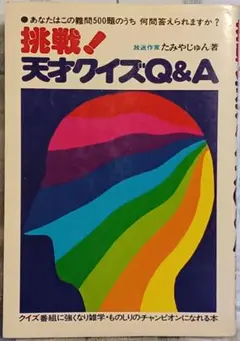 ●あなたはこの難問500題のうち 何問答えられますか?
挑戦!
放送作家 たみやじゅん著
天才クイズQ&A
クイズ番組に強くなり雑学・ものしりのチャンピオンになれる本